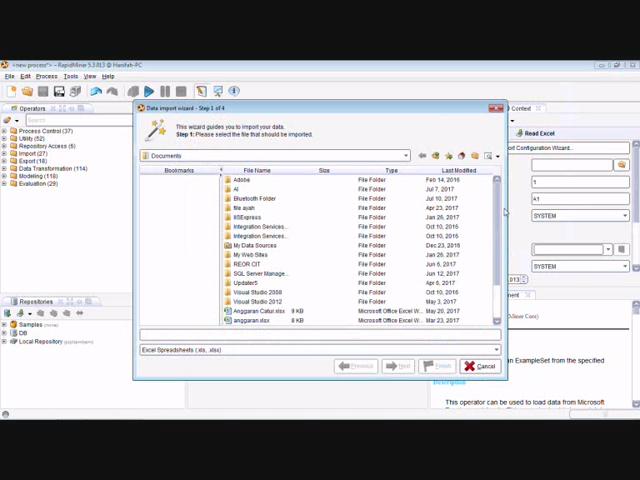 <new process*> – RapidMiner 5.3.013 @ Hanifah-PC
File Edit Process Tools View Help
Operators
Context
[Search]
Process Control (37)
Utility (52)
Repository Access (6)
Import (27)
Export (18)
Data Transformation (114)
Modeling (118)
Evaluation (29)
Repositories
Samples (none)
DB
Local Repository
Data import wizard - Step 1 of 4
This wizard guides you to import your data.
Step 1: Please select the file that should be imported.
Documents
Bookmarks File Name Size Type Last Modified
Adobe File Folder Feb 14, 2016
AI File Folder Jul 7, 2017
Bluetooth Folder File Folder Jul 10, 2017
file ayah File Folder Apr 23, 2017
IISExpress File Folder Jan 26, 2017
Integration Services... File Folder Oct 10, 2016
Integration Services... File Folder Oct 10, 2016
My Data Sources File Folder Dec 23, 2016
My Web Sites File Folder Jan 26, 2017
REOR CIT File Folder Jun 6, 2017
SQL Server Manage... File Folder Jun 12, 2017
Updater5 File Folder Apr 2, 2017
Visual Studio 2008 File Folder Oct 10, 2016
Visual Studio 2012 File Folder May 3, 2017
Anggaran Catur.xlsx 9 KB Microsoft Office Excel W... May 20, 2017
anggaran.xlsx 8 KB Microsoft Office Excel W... Mar 23, 2017
Excel Spreadsheets (.xls, .xlsx)
Previous Next Finish Cancel
Read Excel
ort Configuration Wizard...
1
A1
SYSTEM
SYSTEM
.013
ment
dMiner Core)
an ExampleSet from the specified
Description
This operator can be used to load data from Microsoft